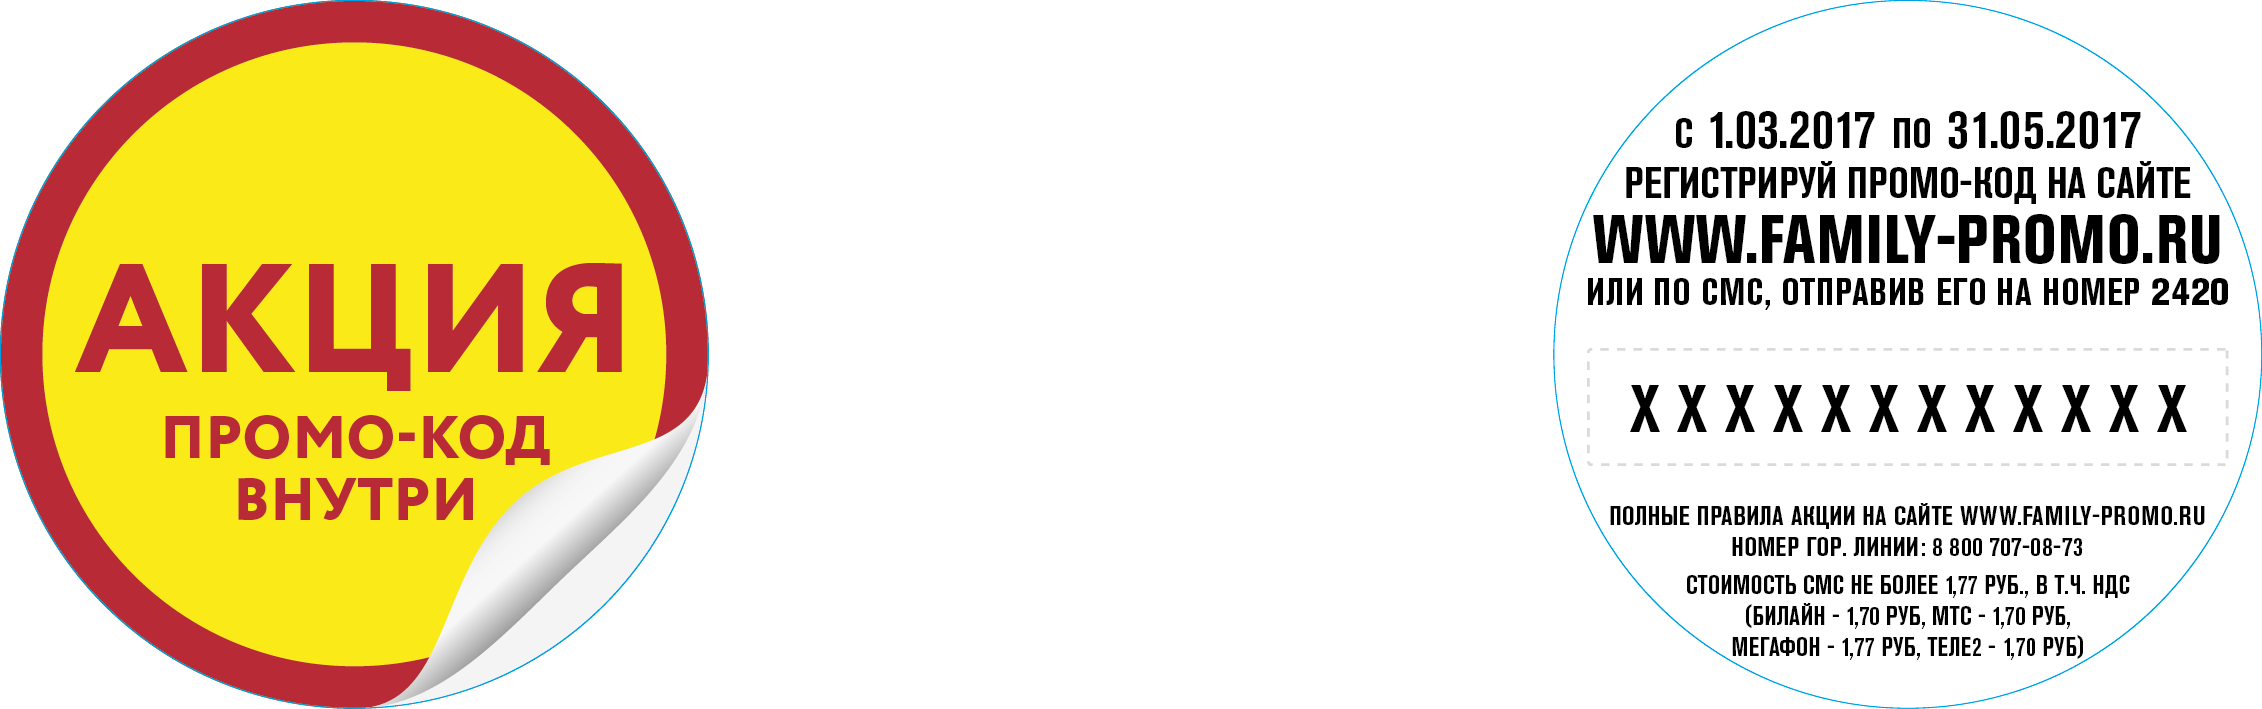 АКЦИЯ
ПРОМО-КОД
ВНУТРИ
С 1.03.2017 ПО 31.05.2017
РЕГИСТРИРУЙ ПРОМО-КОД НА САЙТЕ
WWW.FAMILY-PROMO.RU
ИЛИ ПО СМС, ОТПРАВИВ ЕГО НА НОМЕР 2420
X X X X X X X X X X X X
ПОЛНЫЕ ПРАВИЛА АКЦИИ НА САЙТЕ WWW.FAMILY-PROMO.RU
НОМЕР ГОР. ЛИНИИ: 8 800 707-08-73
СТОИМОСТЬ СМС НЕ БОЛЕЕ 1,77 РУБ., В Т.Ч. НДС
(БИЛАЙН - 1,70 РУБ, МТС - 1,70 РУБ,
МЕГАФОН - 1,77 РУБ, ТЕЛЕ2 - 1,70 РУБ)